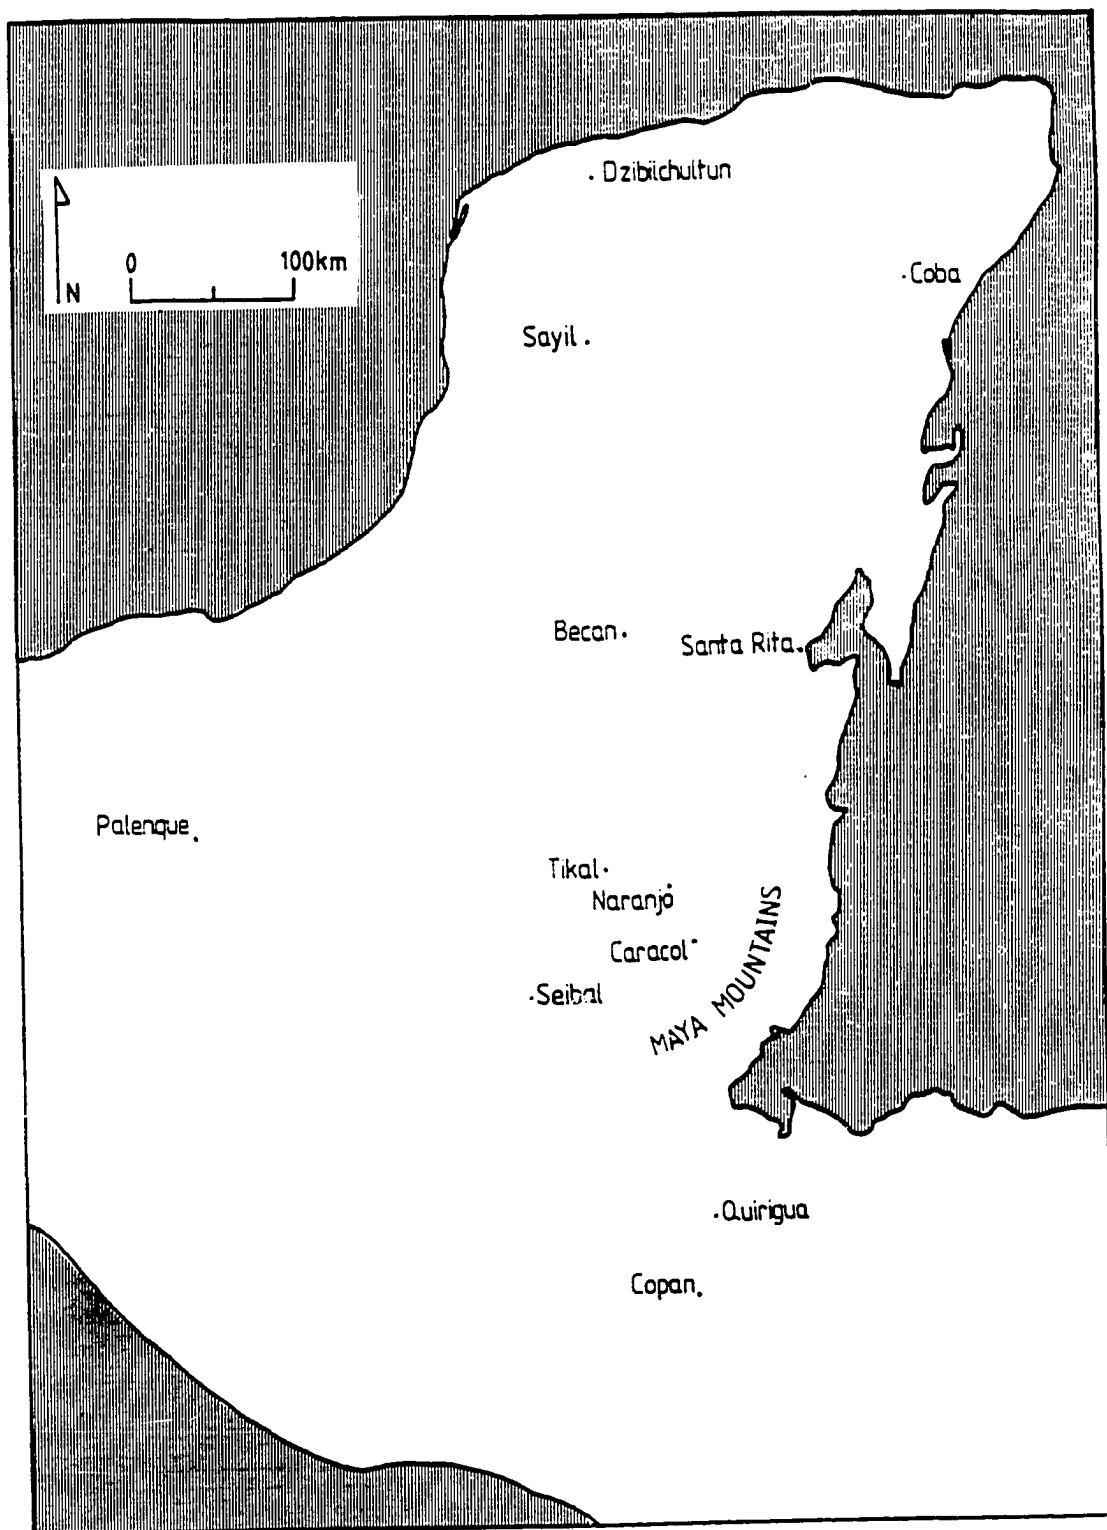 Dzibilchultun
0 100km
N
Coba
Sayil
Becan
Santa Rita
Palenque
Tikal
Naranjo
Caracol
MAYA MOUNTAINS
Seibal
Quirigua
Copan